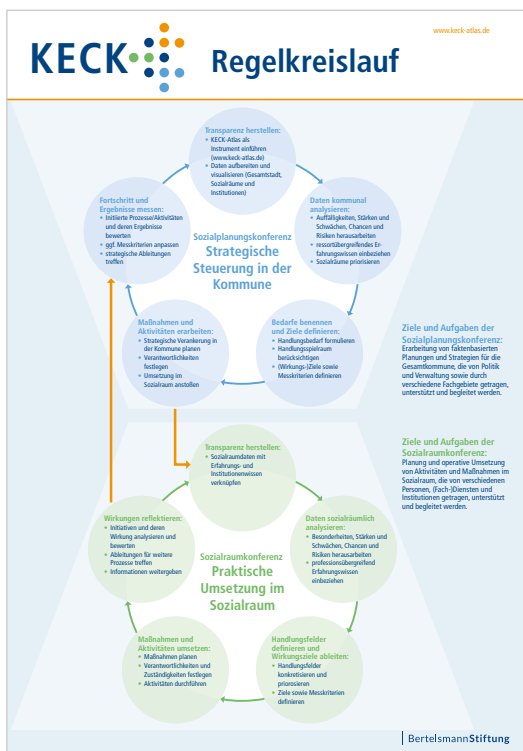 www.keck-atlas.de
KECK
Regelkreislauf
Transparenz herstellen:
• KECK-Atlas als
Instrument einführen
(www.keck-atlas.de)
• Daten aufbereiten und
visualisieren (Gesamtstadt,
Sozialräume und
Institutionen)
Fortschritt und
Ergebnisse messen:
• Initiierte Prozesse/Aktivitäten
und deren Ergebnisse
bewerten
• ggf. Messkriterien anpassen
• strategische Ableitungen
treffen
Daten kommunal
analysieren:
• Auffälligkeiten, Stärken und
Schwächen, Chancen und
Risiken herausarbeiten
• ressortübergreifendes Er-
fahrungswissen einbeziehen
• Sozialräume priorisieren
Sozialplanungskonferenz
Strategische
Steuerung in der
Kommune
Maßnahmen und
Aktivitäten erarbeiten:
• Strategische Verankerung in
der Kommune planen
• Verantwortlichkeiten
festlegen
• Umsetzung im
Sozialraum anstoßen
Bedarfe benennen
und Ziele definieren:
• Handlungsbedarf formulieren
• Handlungsspielraum
berücksichtigen
• (Wirkungs-)Ziele sowie
Messkriterien definieren
Ziele und Aufgaben der
Sozialplanungskonferenz:
Erarbeitung von faktenbasierten
Planungen und Strategien für die
Gesamtkommune, die von Politik
und Verwaltung sowie durch
verschiedene Fachgebiete getragen,
unterstützt und begleitet werden.
Transparenz herstellen:
• Sozialraumdaten mit
Erfahrungs- und
Institutionenwissen
verknüpfen
Ziele und Aufgaben der
Sozialraumkonferenz:
Planung und operative Umsetzung
von Aktivitäten und Maßnahmen im
Sozialraum, die von verschiedenen
Personen, (Fach-)Diensten und
Institutionen getragen, unterstützt
und begleitet werden.
Wirkungen reflektieren:
• Initiativen und deren
Wirkung analysieren und
bewerten
• Ableitungen für weitere
Prozesse treffen
• Informationen weitergeben
Daten sozialräumlich
analysieren:
• Besonderheiten, Stärken und
Schwächen, Chancen und
Risiken herausarbeiten
• professionsübergreifend
Erfahrungswissen
einbeziehen
Sozialraumkonferenz
Praktische
Umsetzung im
Sozialraum
Maßnahmen und
Aktivitäten umsetzen:
• Maßnahmen planen
• Verantwortlichkeiten und
Zuständigkeiten festlegen
• Aktivitäten durchführen
Handlungsfelder
definieren und
Wirkungsziele ableiten:
• Handlungsfelder
konkretisieren und
priorosieren
• Ziele sowie Messkriterien
definieren
BertelsmannStiftung